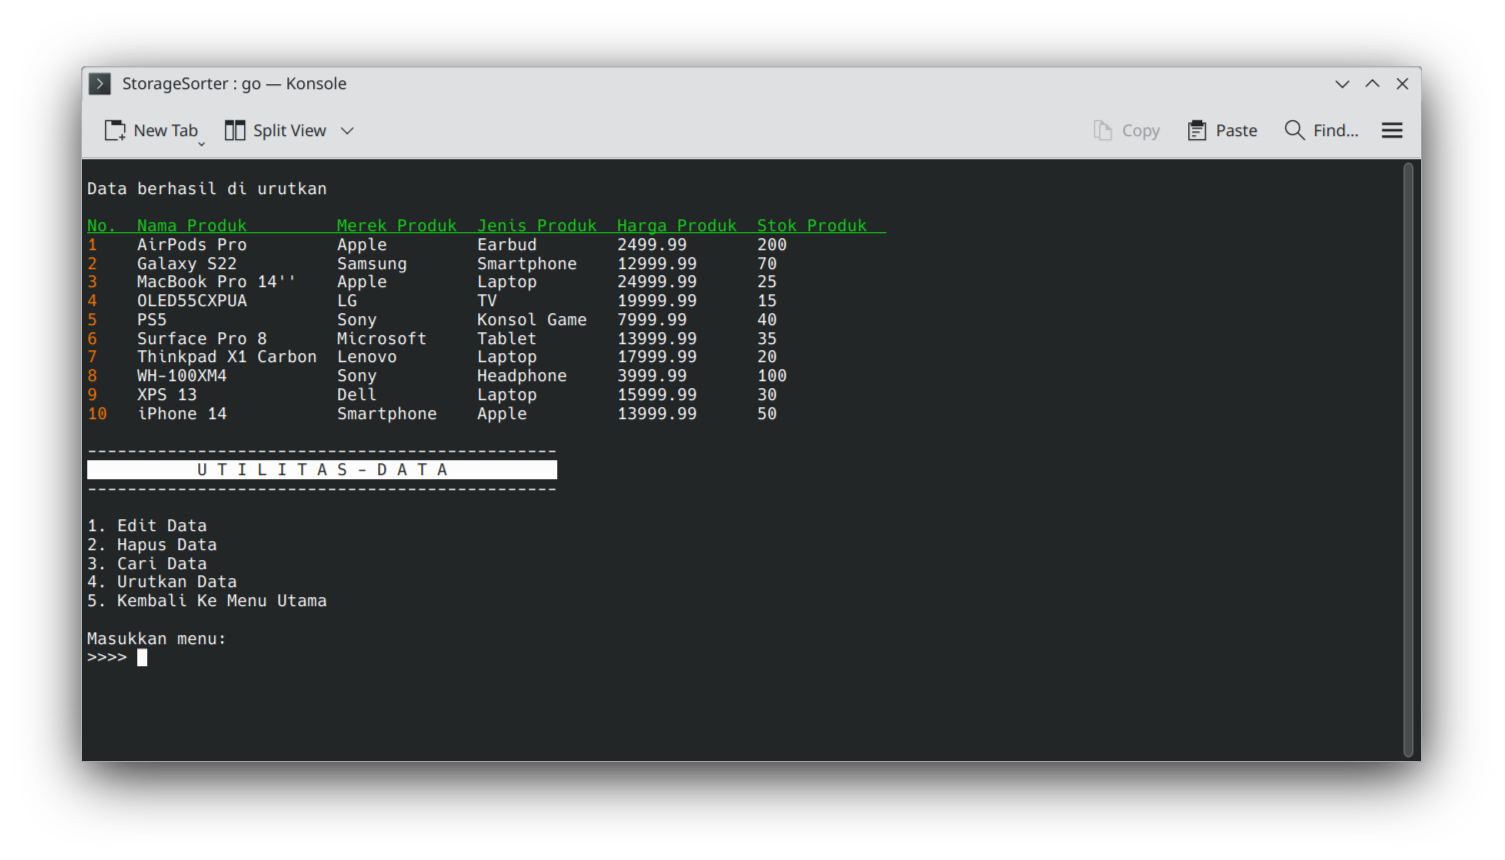 StorageSorter : go — Konsole
New Tab Split View Copy Paste Find...
Data berhasil di urutkan
No. Nama Produk Merek Produk Jenis Produk Harga Produk Stok Produk
1 AirPods Pro Apple Earbud 2499.99 200
2 Galaxy S22 Samsung Smartphone 12999.99 70
3 MacBook Pro 14'' Apple Laptop 24999.99 25
4 OLED55CXPUA LG TV 19999.99 15
5 PS5 Sony Konsol Game 7999.99 40
6 Surface Pro 8 Microsoft Tablet 13999.99 35
7 Thinkpad X1 Carbon Lenovo Laptop 17999.99 20
8 WH-100XM4 Sony Headphone 3999.99 100
9 XPS 13 Dell Laptop 15999.99 30
10 iPhone 14 Smartphone Apple 13999.99 50
-----------------------------------------------
U T I L I T A S - D A T A
-----------------------------------------------
1. Edit Data
2. Hapus Data
3. Cari Data
4. Urutkan Data
5. Kembali Ke Menu Utama
Masukkan menu:
>>>>